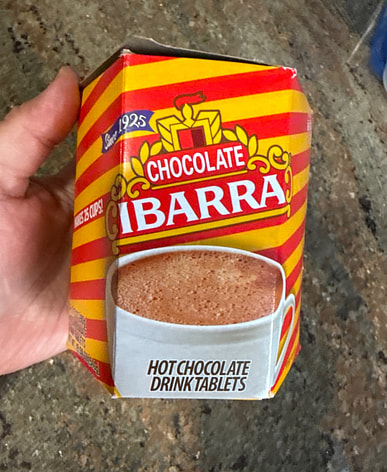 Since 1925
CHOCOLATE
IBARRA
MAKES 25 CUPS!
HOT CHOCOLATE
DRINK TABLETS